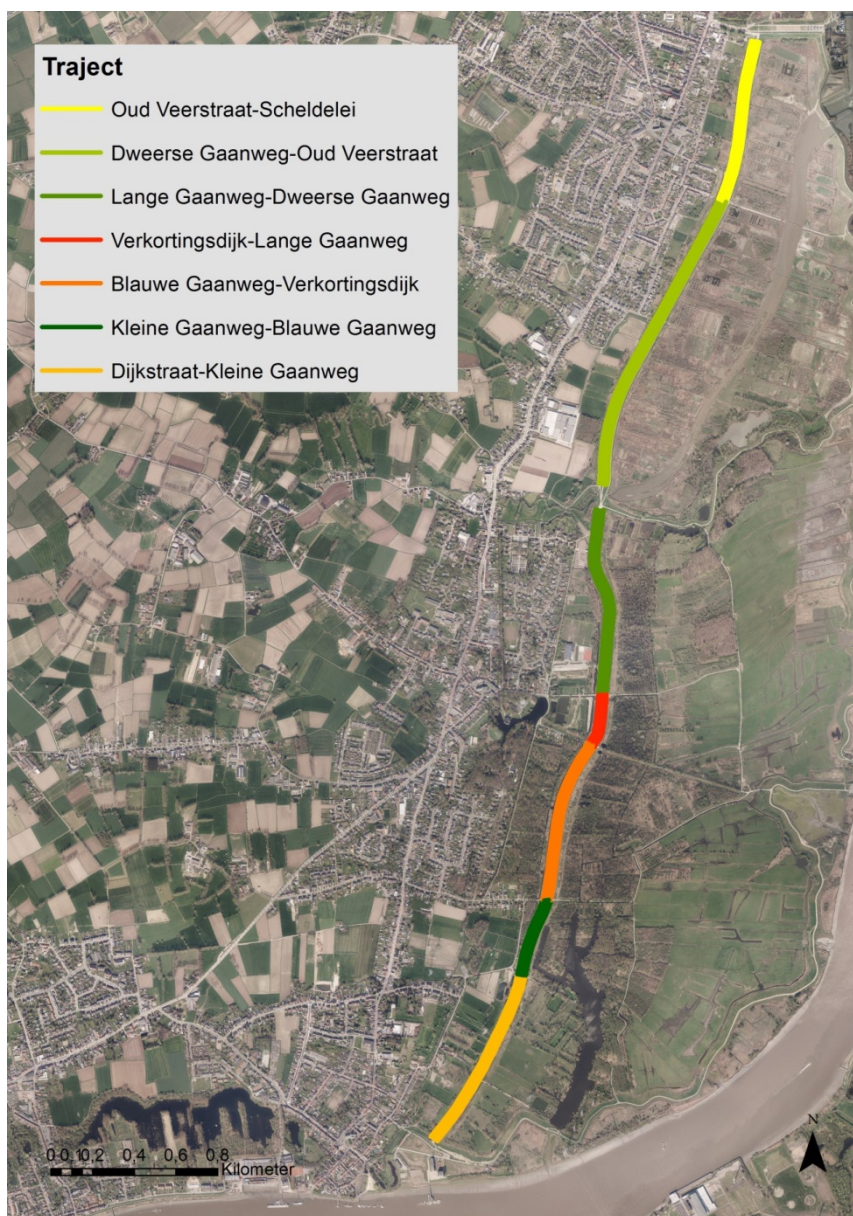 Traject
Oud Veerstraat-Scheldelei
Dweerse Gaanweg-Oud Veerstraat
Lange Gaanweg-Dweerse Gaanweg
Verkortingsdijk-Lange Gaanweg
Blauwe Gaanweg-Verkortingsdijk
Kleine Gaanweg-Blauwe Gaanweg
Dijkstraat-Kleine Gaanweg
0 0,1 0,2 0,4 0,6 0,8
Kilometer
N